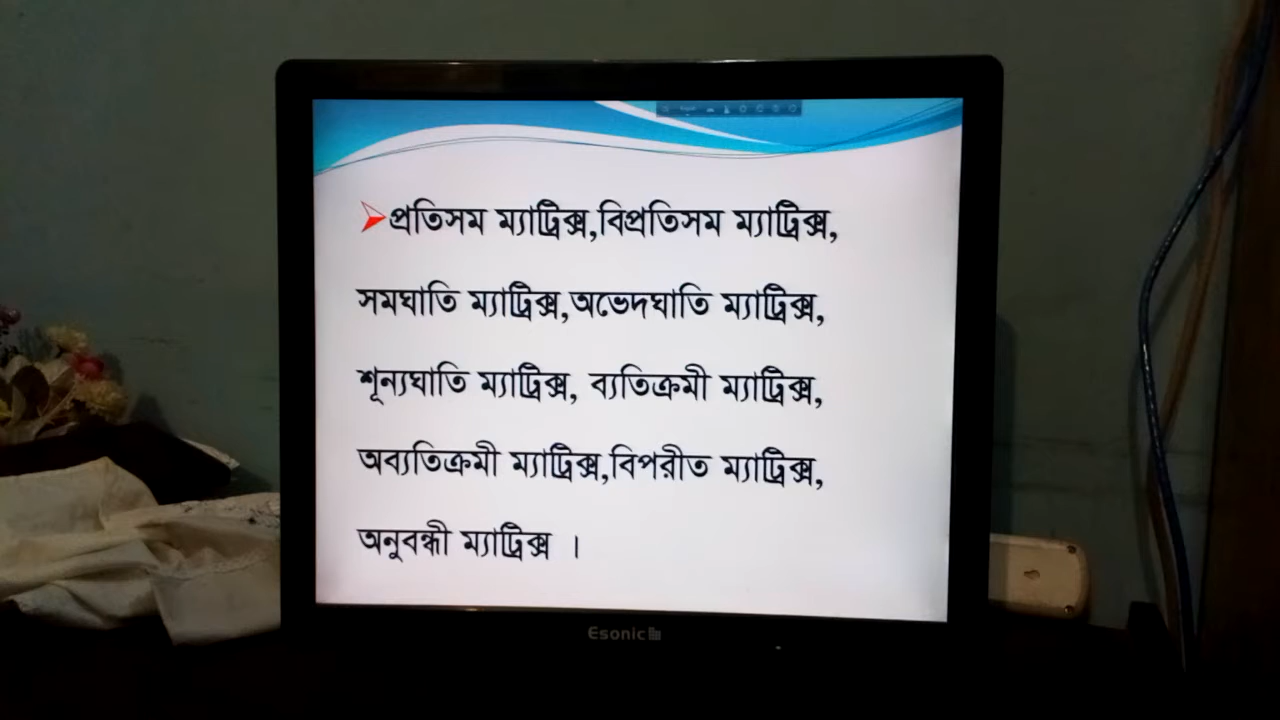 প্রতিসম ম্যাট্রিক্স,বিপ্রতিসম ম্যাট্রিক্স,
সমঘাতি ম্যাট্রিক্স,অভেদঘাতি ম্যাট্রিক্স,
শূন্যঘাতি ম্যাট্রিক্স, ব্যতিক্রমী ম্যাট্রিক্স,
অব্যতিক্রমী ম্যাট্রিক্স,বিপরীত ম্যাট্রিক্স,
অনুবন্ধী ম্যাট্রিক্স ।
Esonic